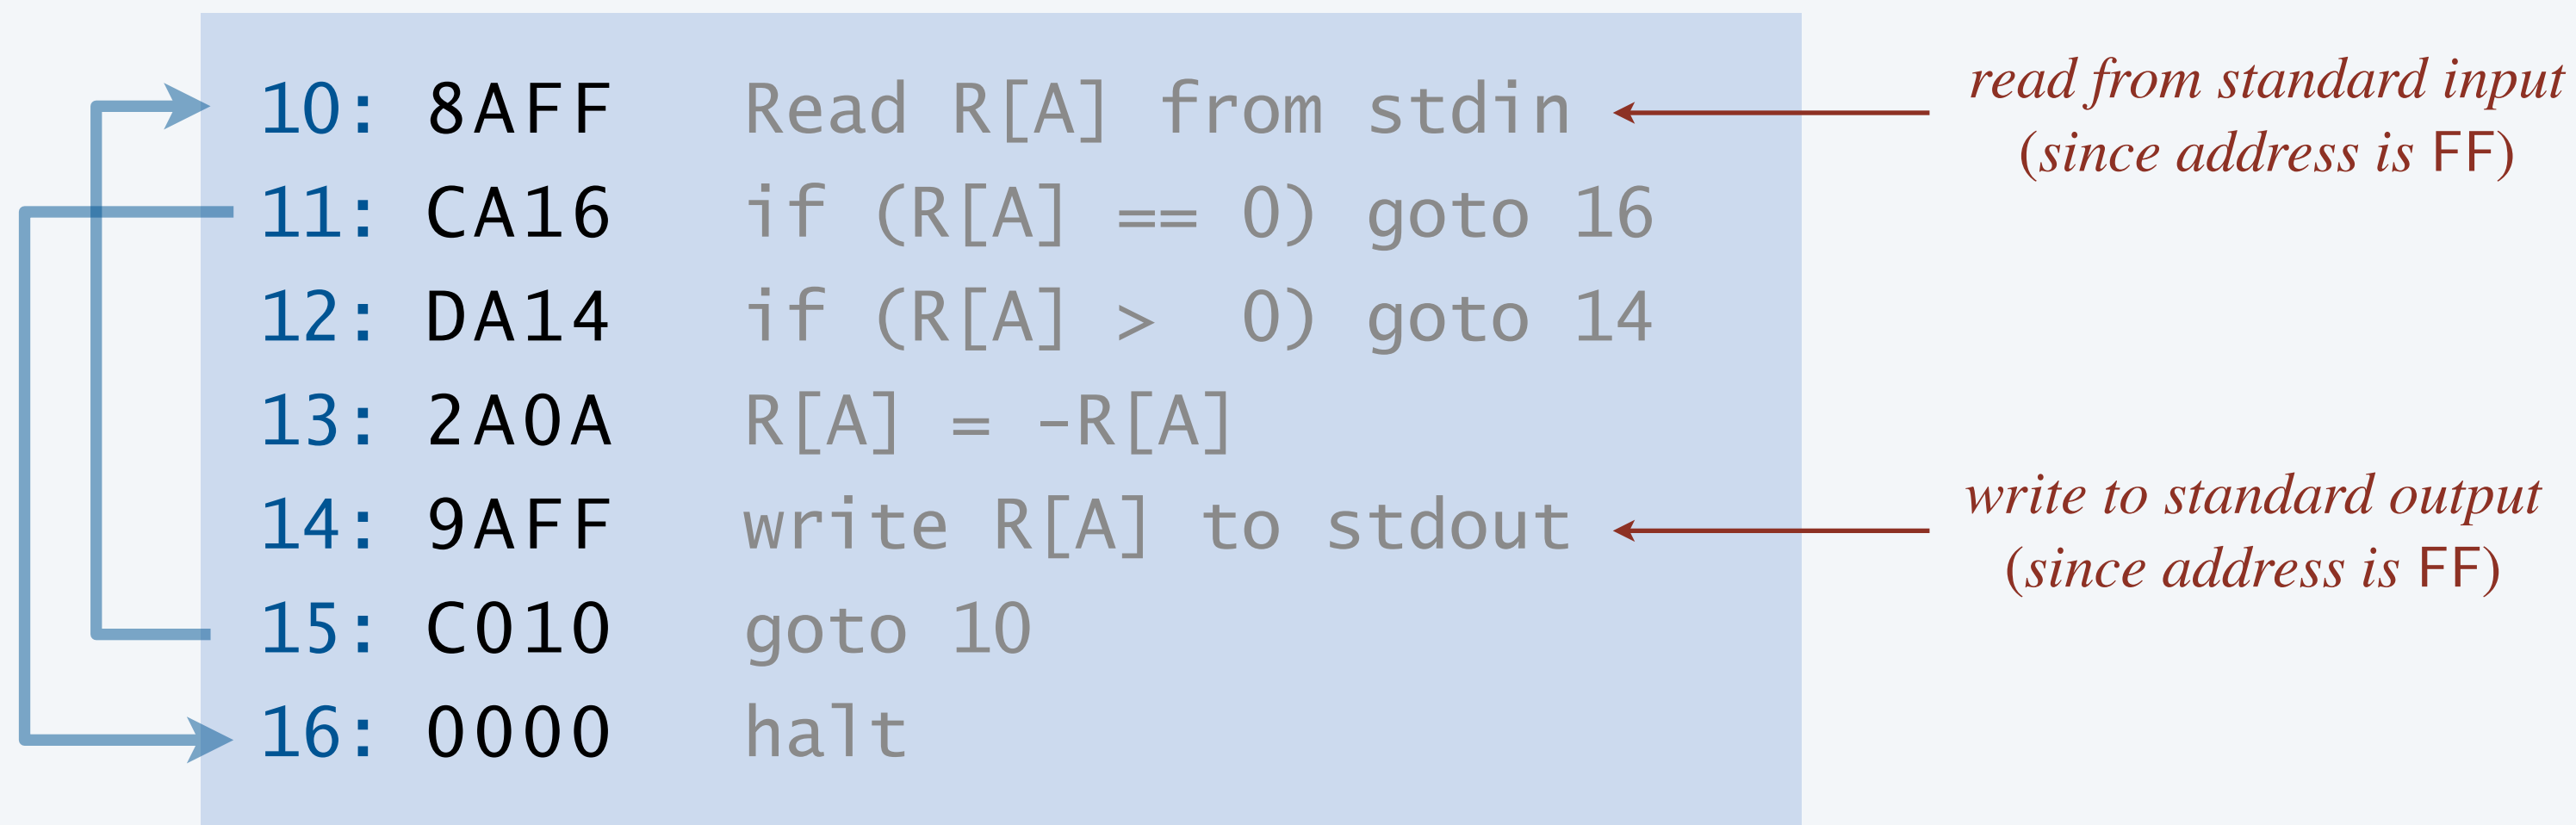 10: 8AFF Read R[A] from stdin
read from standard input
(since address is FF)
11: CA16 if (R[A] == 0) goto 16
12: DA14 if (R[A] > 0) goto 14
13: 2A0A R[A] = -R[A]
14: 9AFF write R[A] to stdout
write to standard output
(since address is FF)
15: C010 goto 10
16: 0000 halt